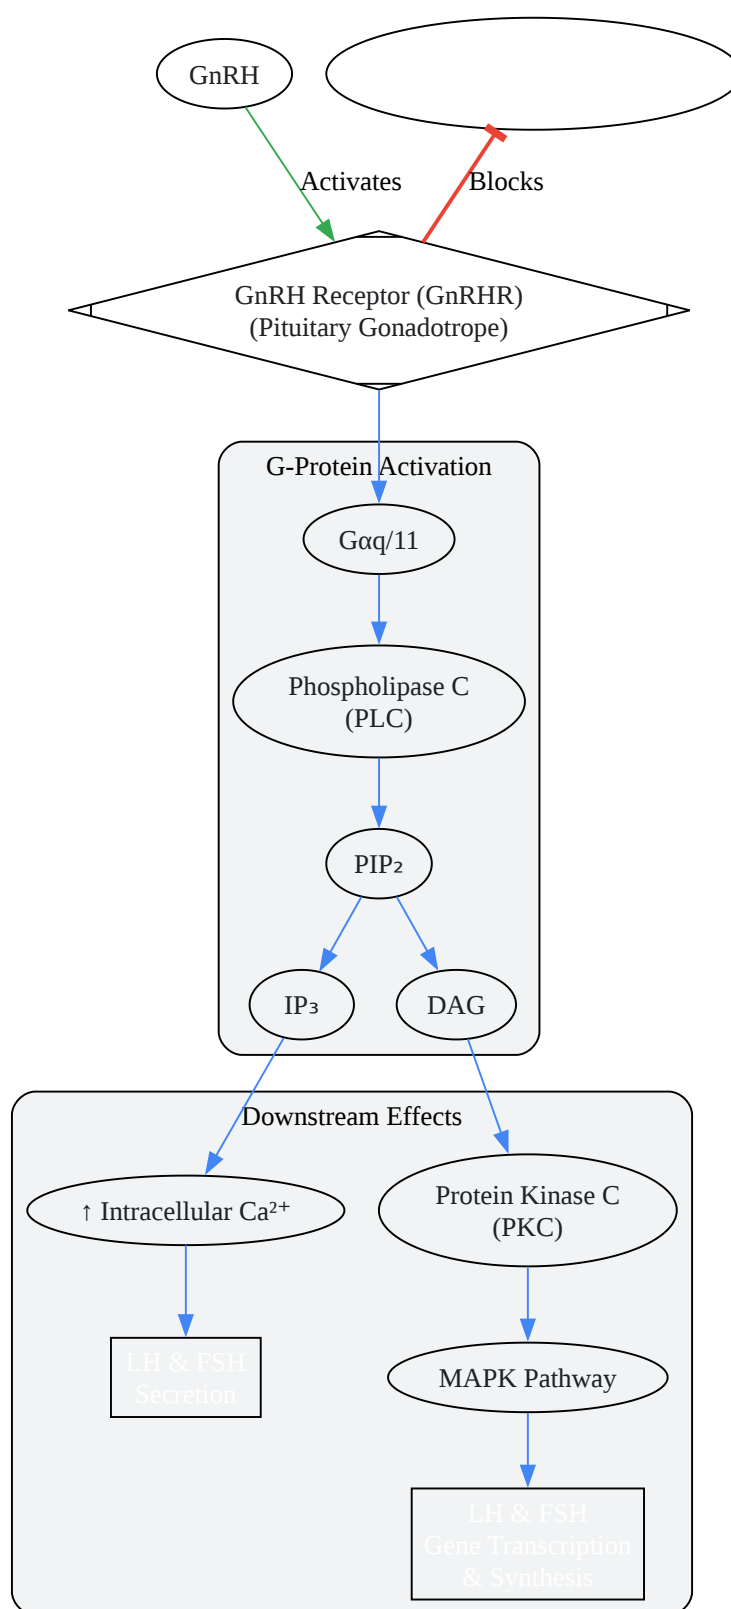 GnRH
Activates
Blocks
GnRH Receptor (GnRHR)
(Pituitary Gonadotrope)
G-Protein Activation
Gαq/11
Phospholipase C
(PLC)
PIP₂
IP₃
DAG
Downstream Effects
↑ Intracellular Ca²⁺
Protein Kinase C
(PKC)
LH & FSH
Secretion
MAPK Pathway
LH & FSH
Gene Transcription
& Synthesis